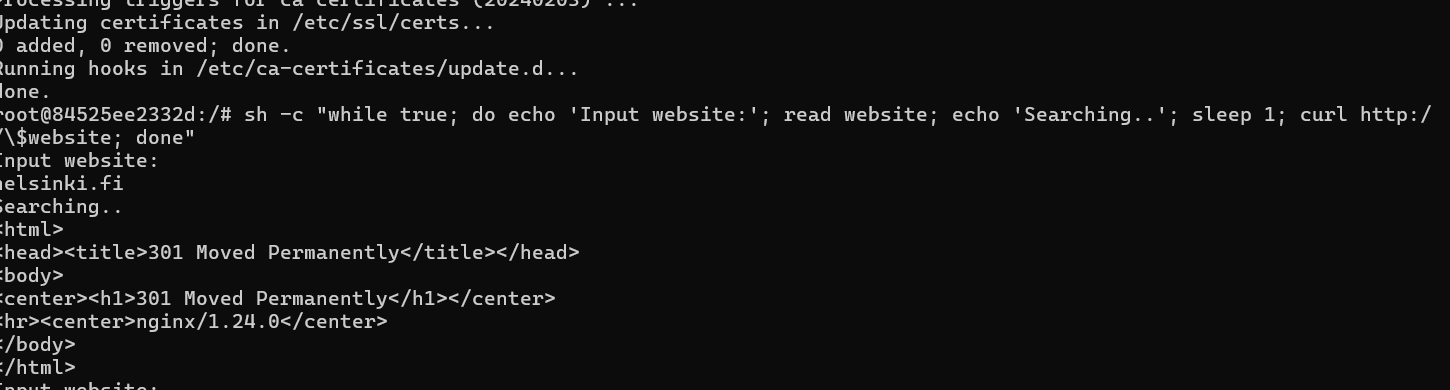 Processing triggers for ca-certificates (20240203) ...
Updating certificates in /etc/ssl/certs...
0 added, 0 removed; done.
Running hooks in /etc/ca-certificates/update.d...
done.
root@84525ee2332d:/# sh -c "while true; do echo 'Input website:'; read website; echo 'Searching..'; sleep 1; curl http:/
/\$website; done"
Input website:
helsinki.fi
Searching..
<html>
<head><title>301 Moved Permanently</title></head>
<body>
<center><h1>301 Moved Permanently</h1></center>
<hr><center>nginx/1.24.0</center>
</body>
</html>
Input website: